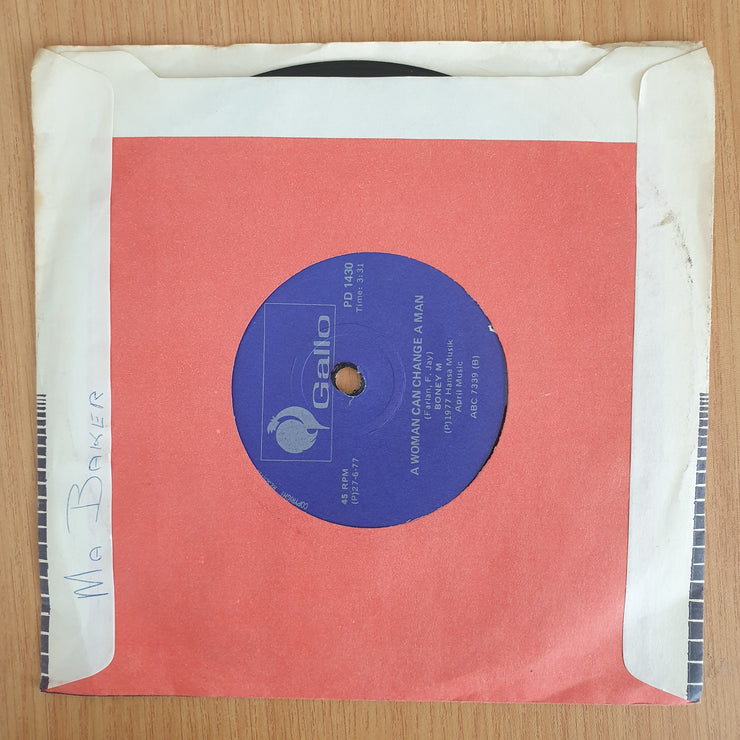 Ma Baker
Gallo
PD 1430
Time: 3:31
45 RPM
(P)27-6-77
COPYRIGHT
A WOMAN CAN CHANGE A MAN
(Farian, F. Jay)
BONEY M
(P)1977 Hansa Musik
April Music
ABC 7339 (B)